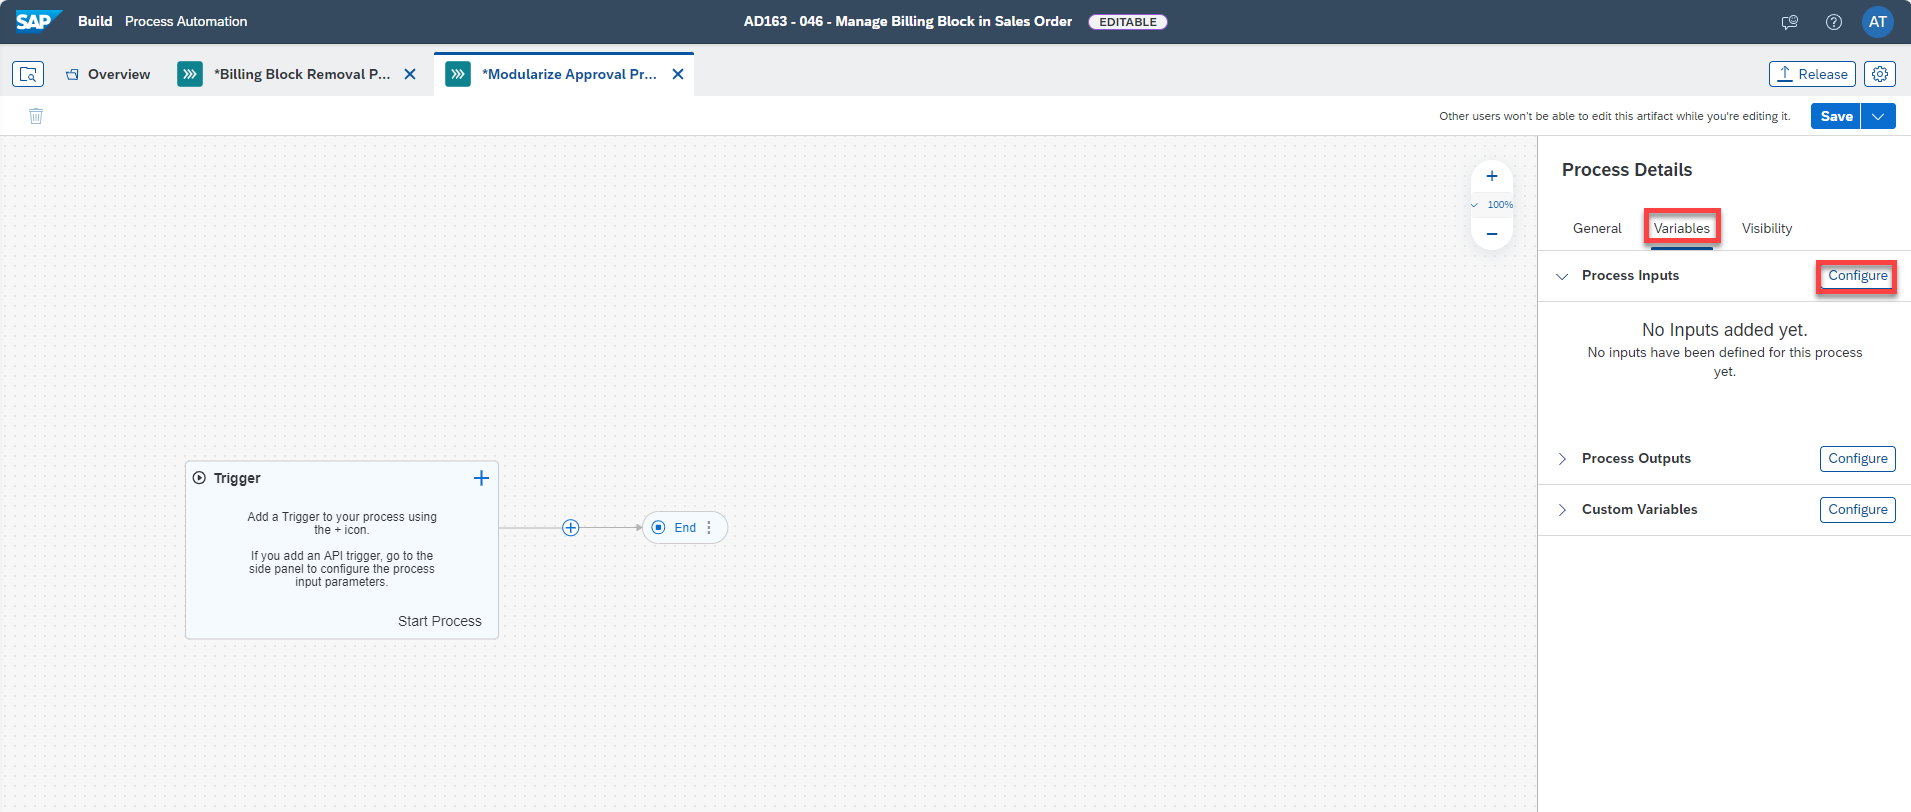 SAP Build Process Automation
AD163 - 046 - Manage Billing Block in Sales Order EDITABLE
AT
Overview
*Billing Block Removal P...
*Modularize Approval Pr...
Release
Other users won't be able to edit this artifact while you're editing it.
Save
100%
Trigger
Add a Trigger to your process using
the + icon.
If you add an API trigger, go to the
side panel to configure the process
input parameters.
Start Process
End
Process Details
General Variables Visibility
Process Inputs Configure
No Inputs added yet.
No inputs have been defined for this process
yet.
Process Outputs Configure
Custom Variables Configure